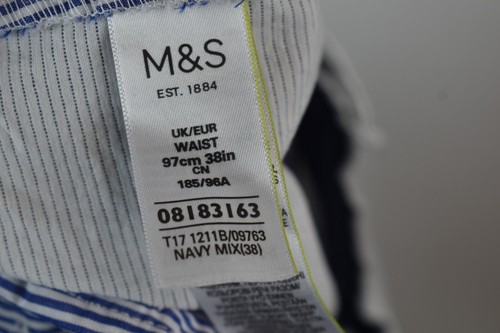 M&S
EST. 1884
UK/EUR
WAIST
97cm 38in
CN
185/96A
08183163
T17 1211B/09763
NAVY MIX(38)